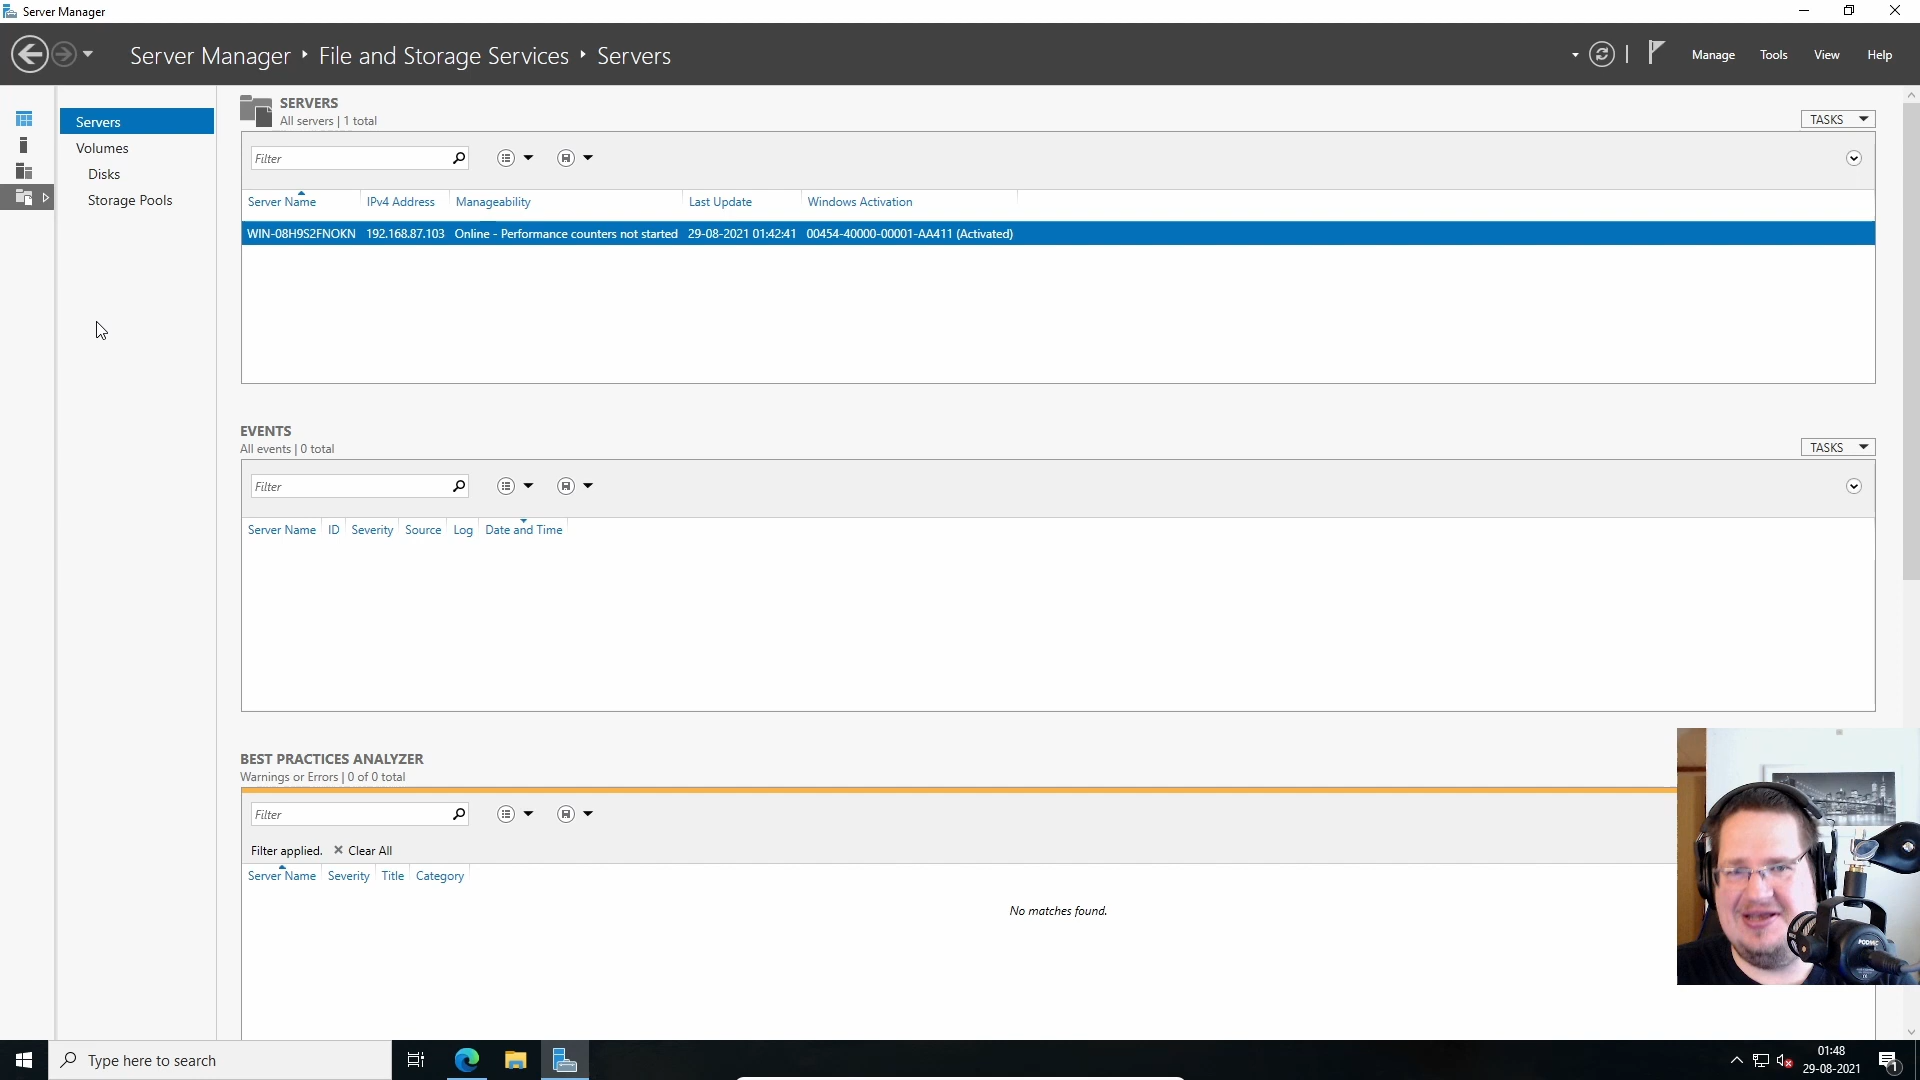 Server Manager
Server Manager ‣ File and Storage Services ‣ Servers
Manage Tools View Help
Servers
Volumes
Disks
Storage Pools
SERVERS
All servers | 1 total
TASKS
Filter
Server Name IPv4 Address Manageability Last Update Windows Activation
WIN-08H9S2FNOKN 192.168.87.103 Online - Performance counters not started 29-08-2021 01:42:41 00454-40000-00001-AA411 (Activated)
EVENTS
All events | 0 total
TASKS
Filter
Server Name ID Severity Source Log Date and Time
BEST PRACTICES ANALYZER
Warnings or Errors | 0 of 0 total
Filter
Filter applied. ✕ Clear All
Server Name Severity Title Category
No matches found.
PODMIC
Type here to search
01:48
29-08-2021
1